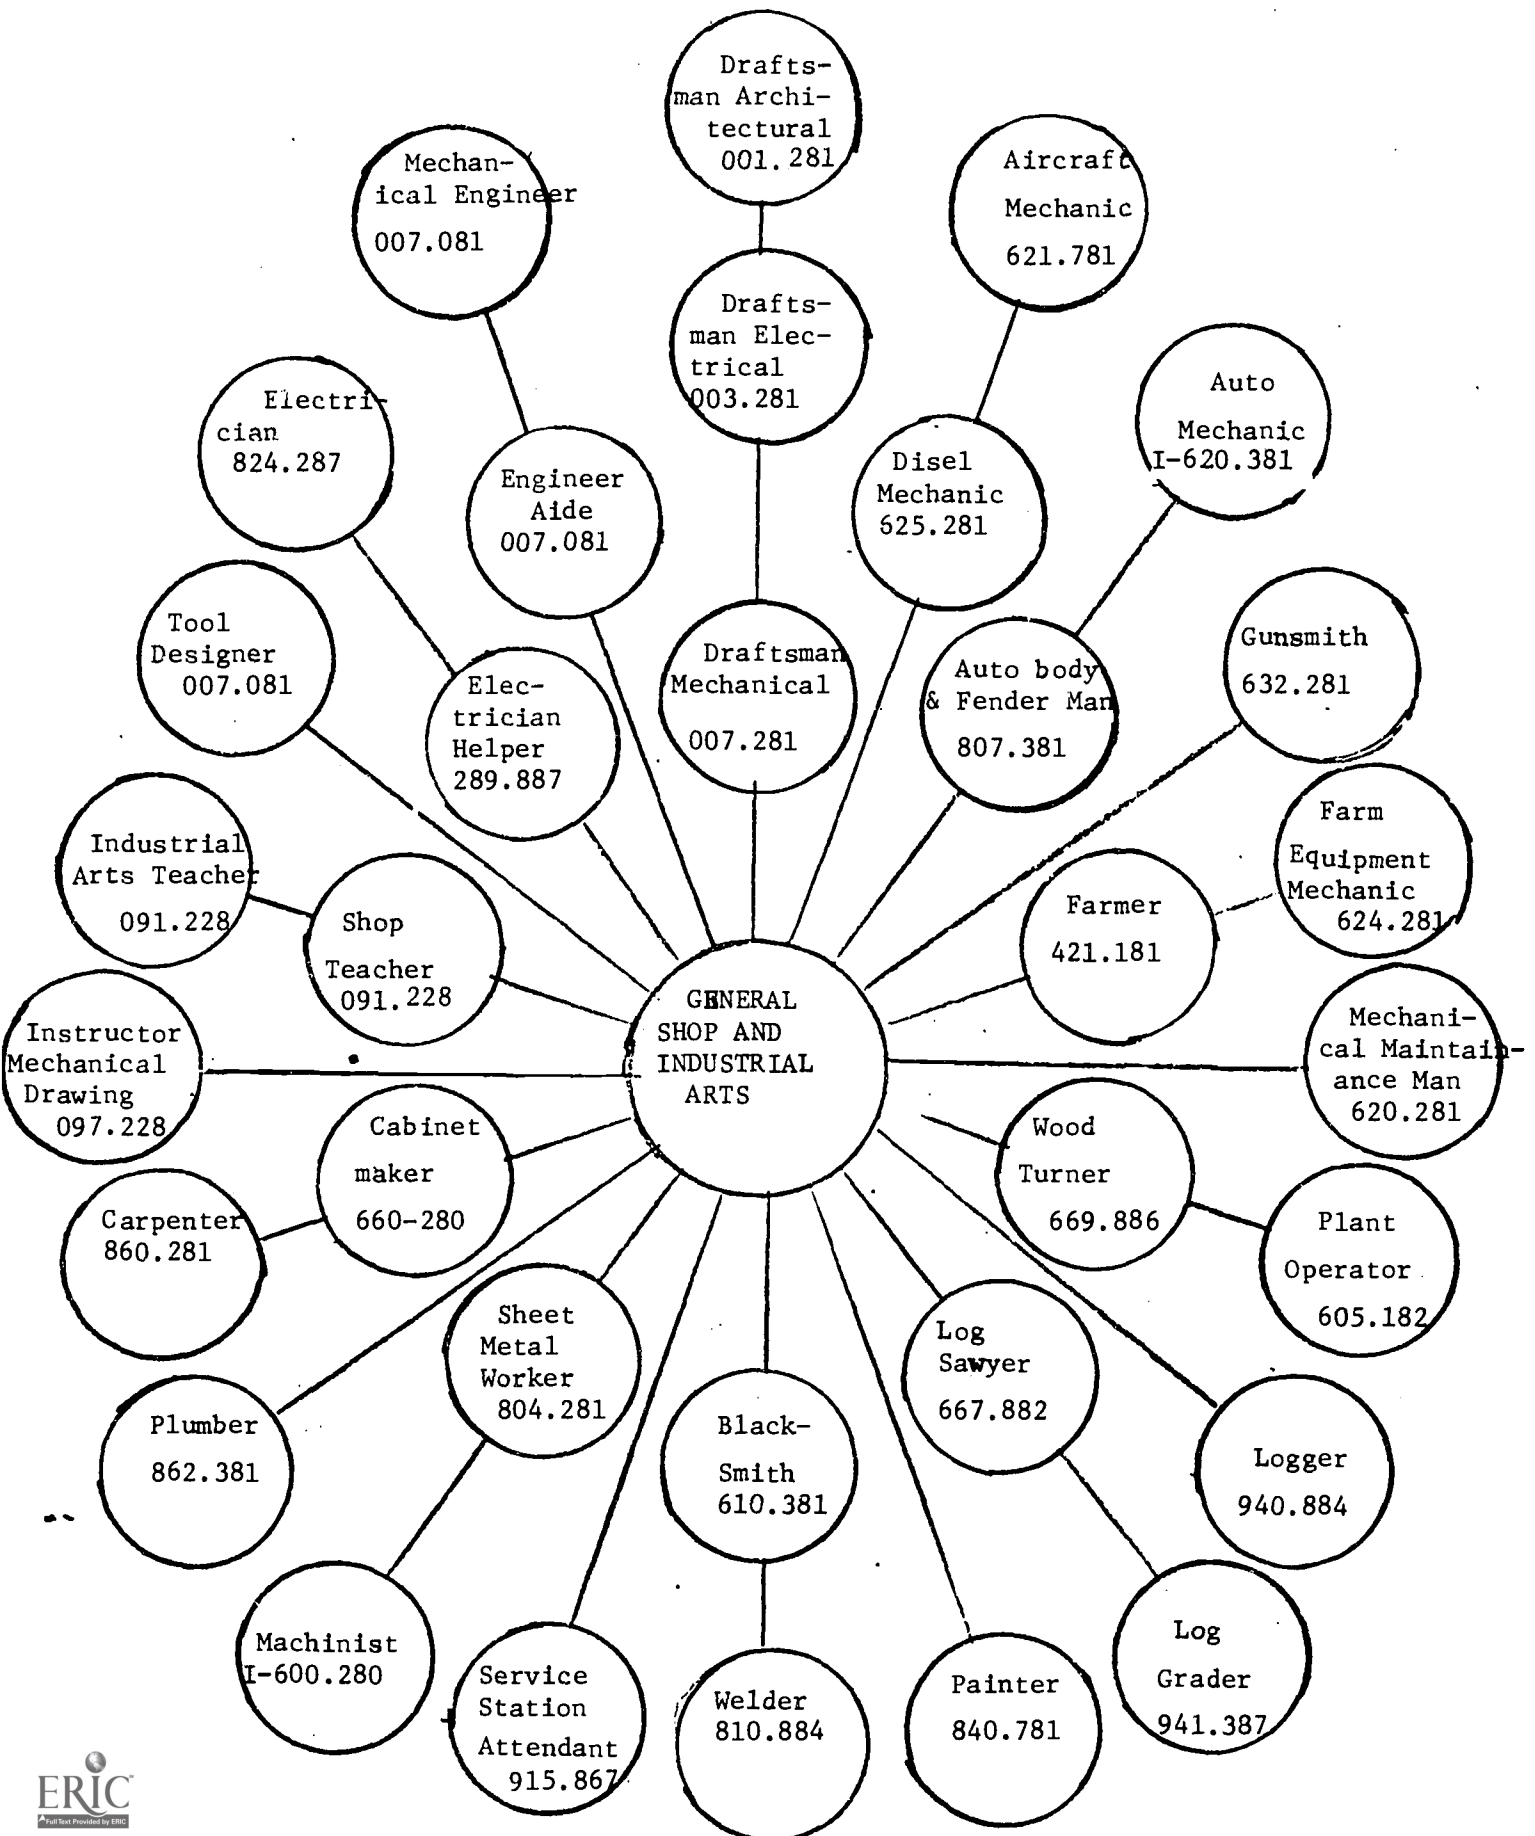 Drafts-
man Archi-
tectural
001.281
Mechan-
ical Engineer
007.081
Aircraft
Mechanic
621.781
Drafts-
man Elec-
trical
003.281
Auto
Mechanic
I-620.381
Electri-
cian
824.287
Engineer
Aide
007.081
Disel
Mechanic
625.281
Tool
Designer
007.081
Elec-
trician
Helper
289.887
Draftsman
Mechanical
007.281
Auto body
& Fender Man
807.381
Gunsmith
632.281
Industrial
Arts Teacher
091.228
Shop
Teacher
091.228
Farmer
421.181
Farm
Equipment
Mechanic
624.281
GENERAL
SHOP AND
INDUSTRIAL
ARTS
Instructor
Mechanical
Drawing
097.228
Mechani-
cal Maintain-
ance Man
620.281
Cabinet
maker
660-280
Wood
Turner
669.886
Carpenter
860.281
Plant
Operator
605.182
Sheet
Metal
Worker
804.281
Log
Sawyer
667.882
Plumber
862.381
Black-
Smith
610.381
Logger
940.884
Machinist
I-600.280
Service
Station
Attendant
915.867
Welder
810.884
Painter
840.781
Log
Grader
941.387
ERIC
Full Text Provided by ERIC